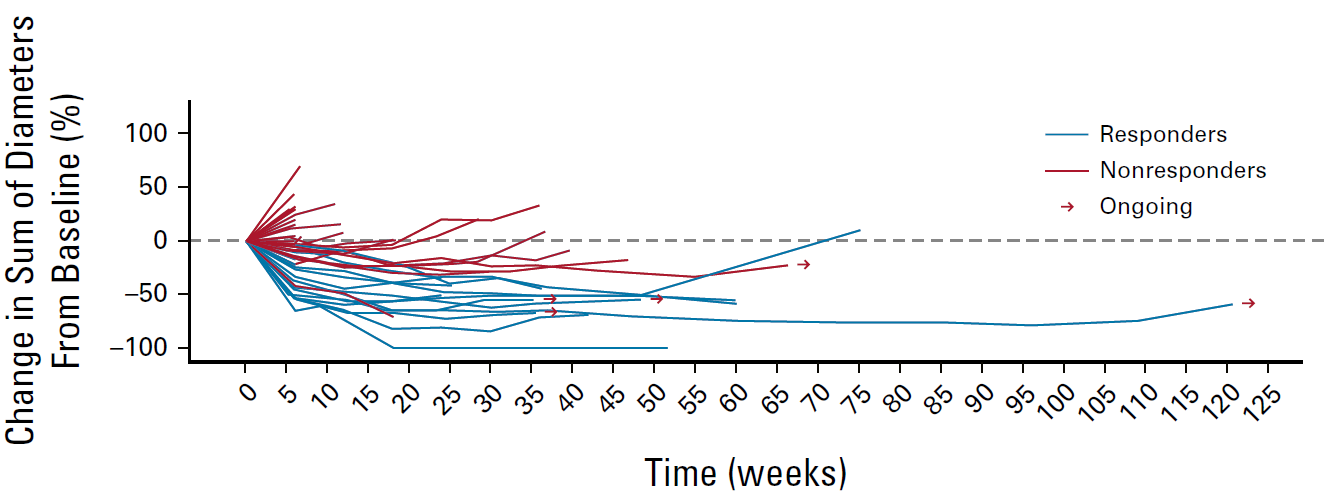 Change in Sum of Diameters
From Baseline (%)
100
50
0
–50
–100
Responders
Nonresponders
Ongoing
0 5 10 15 20 25 30 35 40 45 50 55 60 65 70 75 80 85 90 95 100 105 110 115 120 125
Time (weeks)